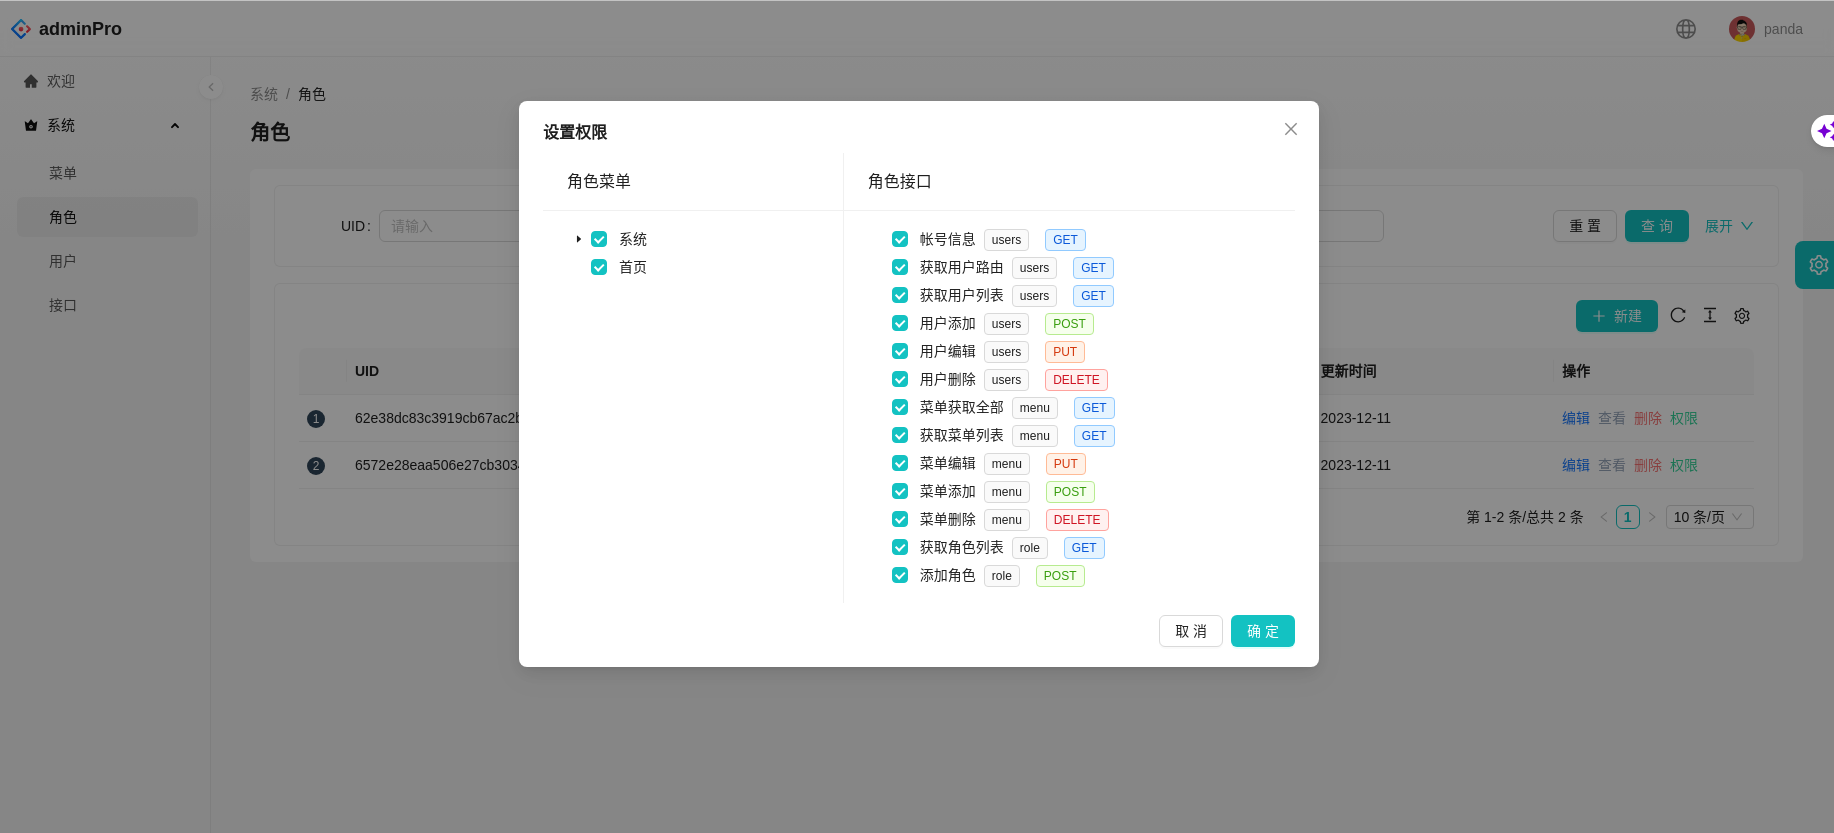 adminPro
panda
欢迎
系统
菜单
角色
用户
接口
系统 / 角色
角色
UID: 请输入
重 置 查 询 展开
新建
UID 更新时间 操作
1 62e38dc83c3919cb67ac2 2023-12-11 编辑 查看 删除 权限
2 6572e28eaa506e27cb303 2023-12-11 编辑 查看 删除 权限
第 1-2 条/总共 2 条 1 10 条/页
设置权限
角色菜单
系统
首页
角色接口
帐号信息 users GET
获取用户路由 users GET
获取用户列表 users GET
用户添加 users POST
用户编辑 users PUT
用户删除 users DELETE
菜单获取全部 menu GET
获取菜单列表 menu GET
菜单编辑 menu PUT
菜单添加 menu POST
菜单删除 menu DELETE
获取角色列表 role GET
添加角色 role POST
取 消 确 定